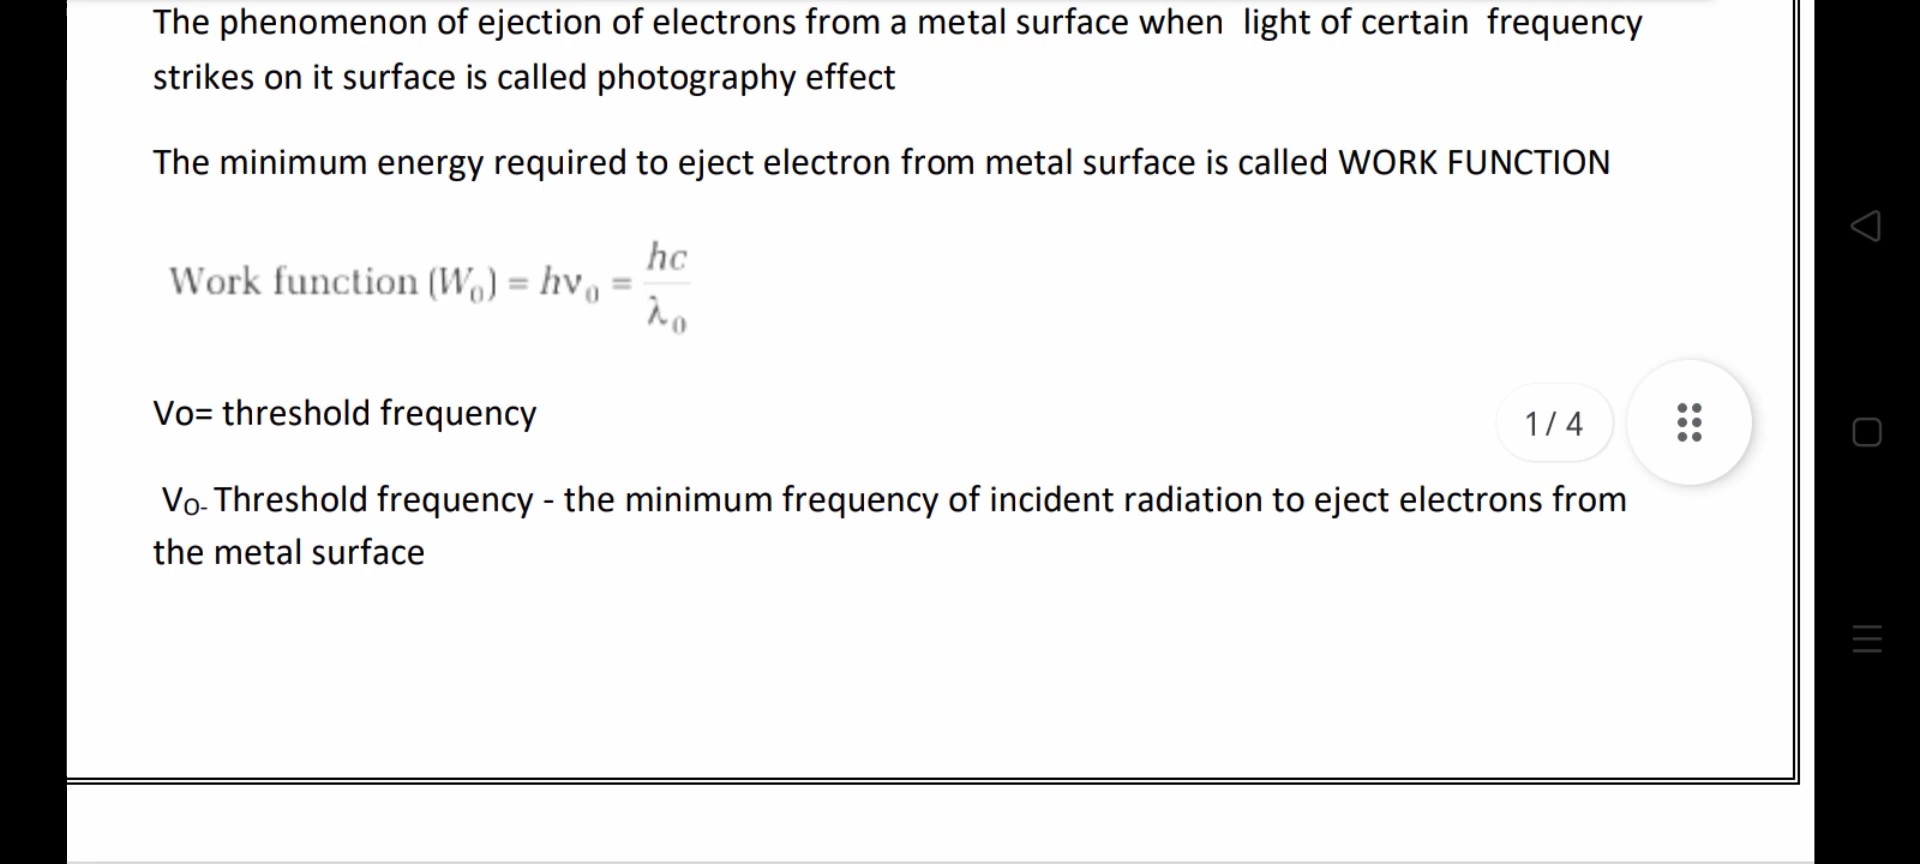 The phenomenon of ejection of electrons from a metal surface when light of certain frequency
strikes on it surface is called photography effect
The minimum energy required to eject electron from metal surface is called WORK FUNCTION
Work function (W₀) = hν₀ = hc/λ₀
Vo= threshold frequency
1/ 4
Vo- Threshold frequency - the minimum frequency of incident radiation to eject electrons from
the metal surface